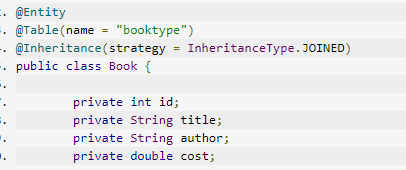 . @Entity
. @Table(name = "booktype")
. @Inheritance(strategy = InheritanceType.JOINED)
. public class Book {
.
. private int id;
. private String title;
. private String author;
. private double cost;